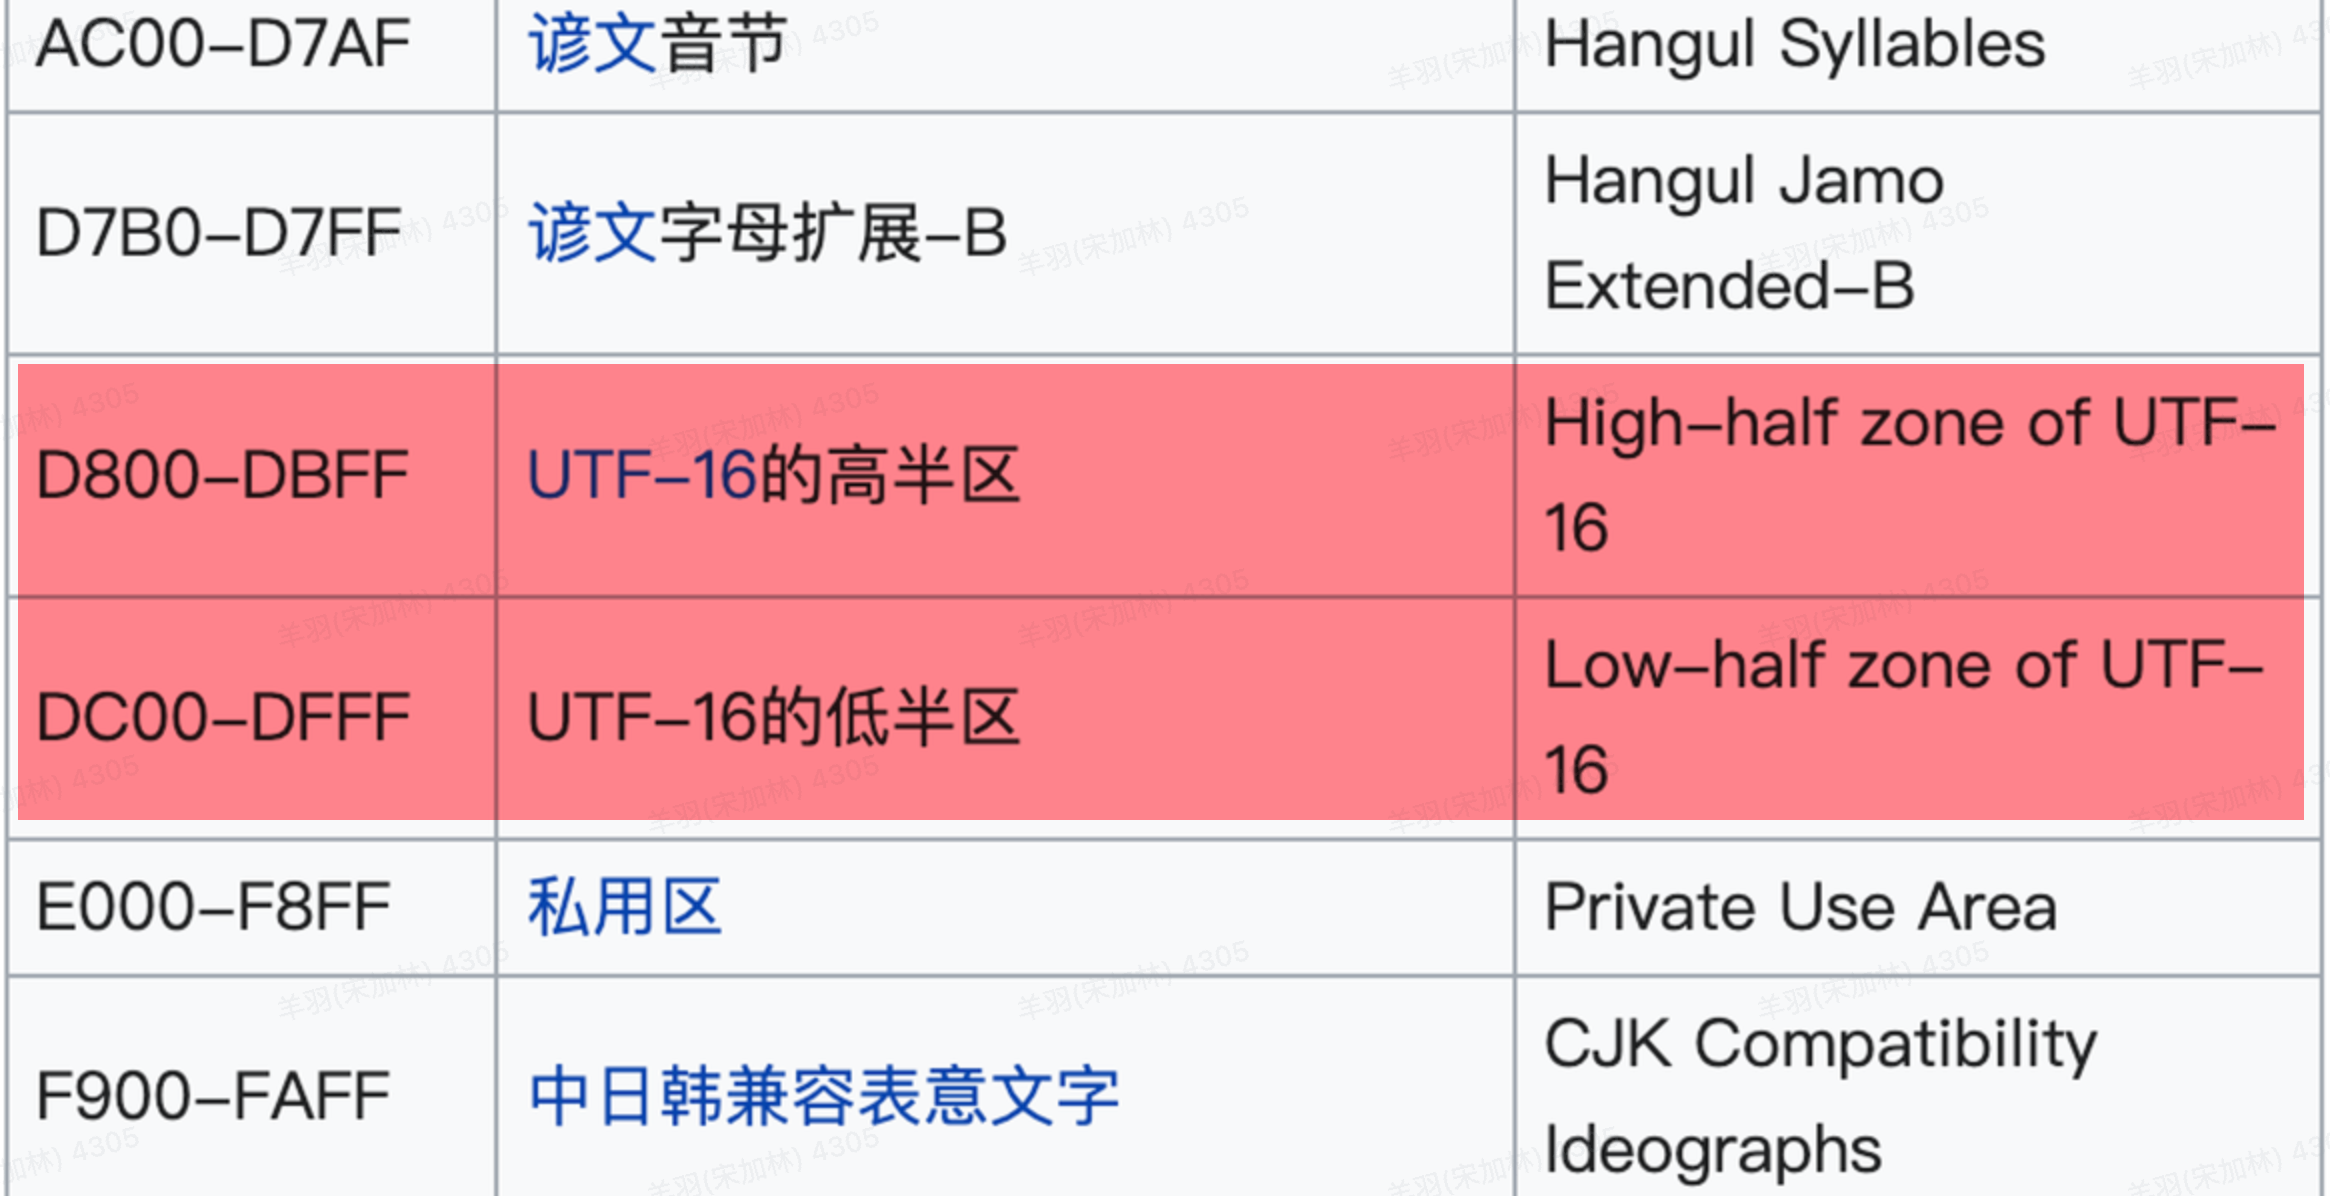 AC00–D7AF 谚文音节 Hangul Syllables
D7B0–D7FF 谚文字母扩展–B Hangul Jamo
Extended–B
D800–DBFF UTF–16的高半区 High–half zone of UTF–
16
DC00–DFFF UTF–16的低半区 Low–half zone of UTF–
16
E000–F8FF 私用区 Private Use Area
F900–FAFF 中日韩兼容表意文字 CJK Compatibility
Ideographs
羊羽(宋加林) 4305